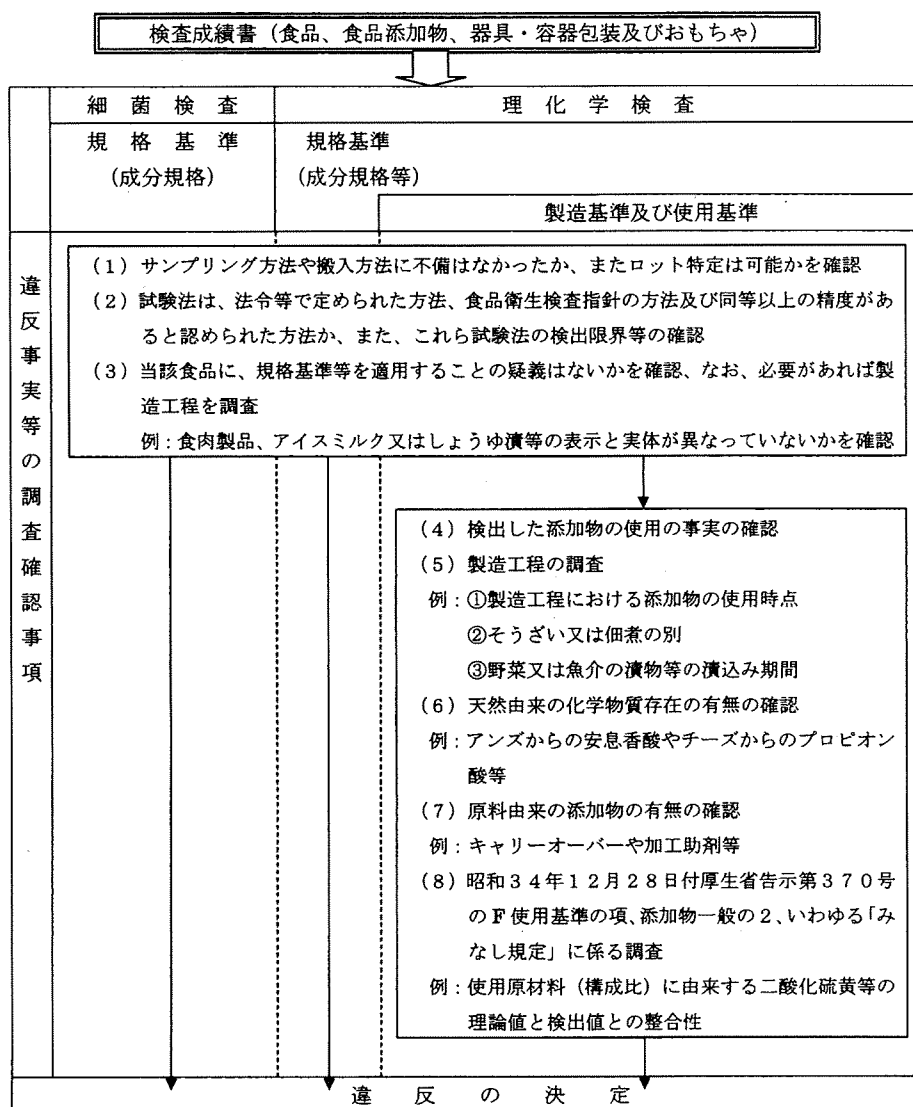 検査成績書（食品、食品添加物、器具・容器包装及びおもちゃ）
細菌検査
理化学検査
規格基準
（成分規格）
規格基準
（成分規格等）
製造基準及び使用基準
違反事実等の調査確認事項
（１）サンプリング方法や搬入方法に不備はなかったか、またロット特定は可能かを確認
（２）試験法は、法令等で定められた方法、食品衛生検査指針の方法及び同等以上の精度があ
ると認められた方法か、また、これら試験法の検出限界等の確認
（３）当該食品に、規格基準等を適用することの疑義はないかを確認、なお、必要があれば製
造工程を調査
例：食肉製品、アイスミルク又はしょうゆ漬等の表示と実体が異なっていないかを確認
（４）検出した添加物の使用の事実の確認
（５）製造工程の調査
例：①製造工程における添加物の使用時点
②そうざい又は佃煮の別
③野菜又は魚介の漬物等の漬込み期間
（６）天然由来の化学物質存在の有無の確認
例：アンズからの安息香酸やチーズからのプロピオン
酸等
（７）原料由来の添加物の有無の確認
例：キャリーオーバーや加工助剤等
（８）昭和３４年１２月２８日付厚生省告示第３７０号
のＦ使用基準の項、添加物一般の２、いわゆる「み
なし規定」に係る調査
例：使用原材料（構成比）に由来する二酸化硫黄等の
理論値と検出値との整合性
違反の決定